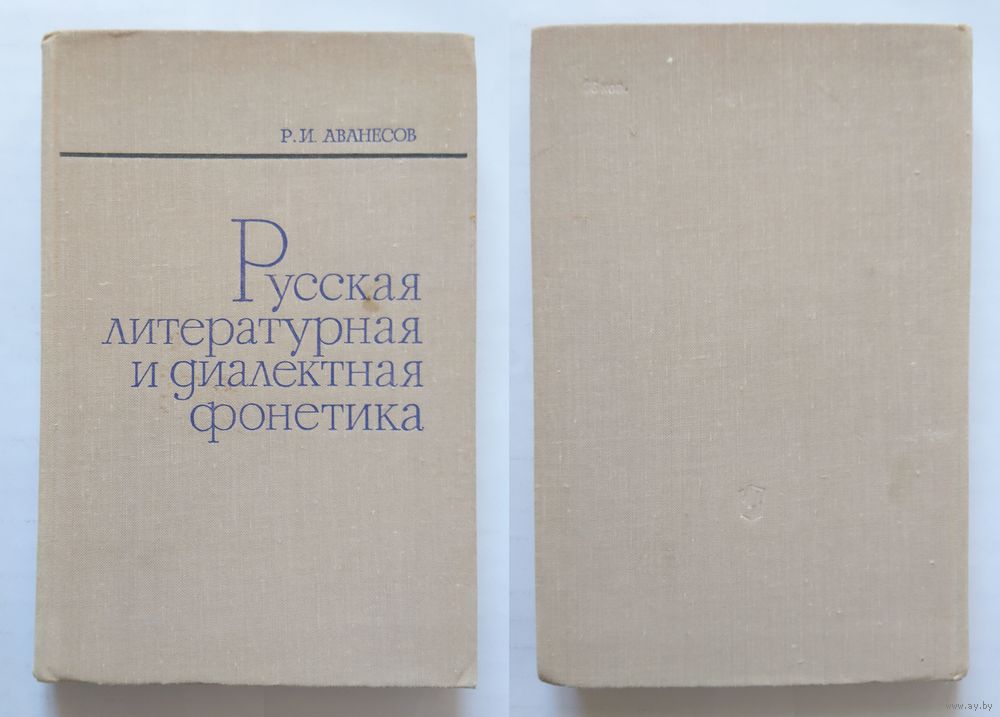 Р. И. АВАНЕСОВ
Русская
литературная
и диалектная
фонетика
www.ay.by